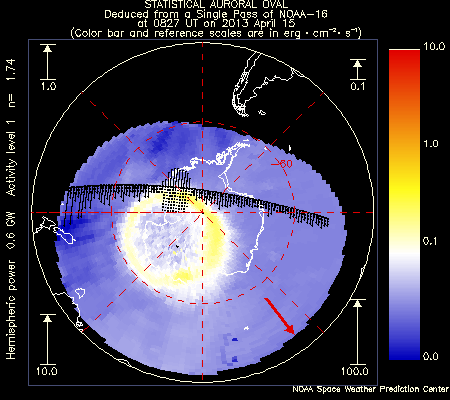 STATISTICAL AURORAL OVAL
Deduced from a Single Pass of NOAA-16
at 0827 UT on 2013 April 15
(Color bar and reference scales are in erg · cm⁻² · s⁻¹)
1.0
0.1
10.0
1.0
0.1
0.0
-60
Hemispheric power 0.6 GW Activity level 1 n= 1.74
10.0
100.0
NOAA Space Weather Prediction Center